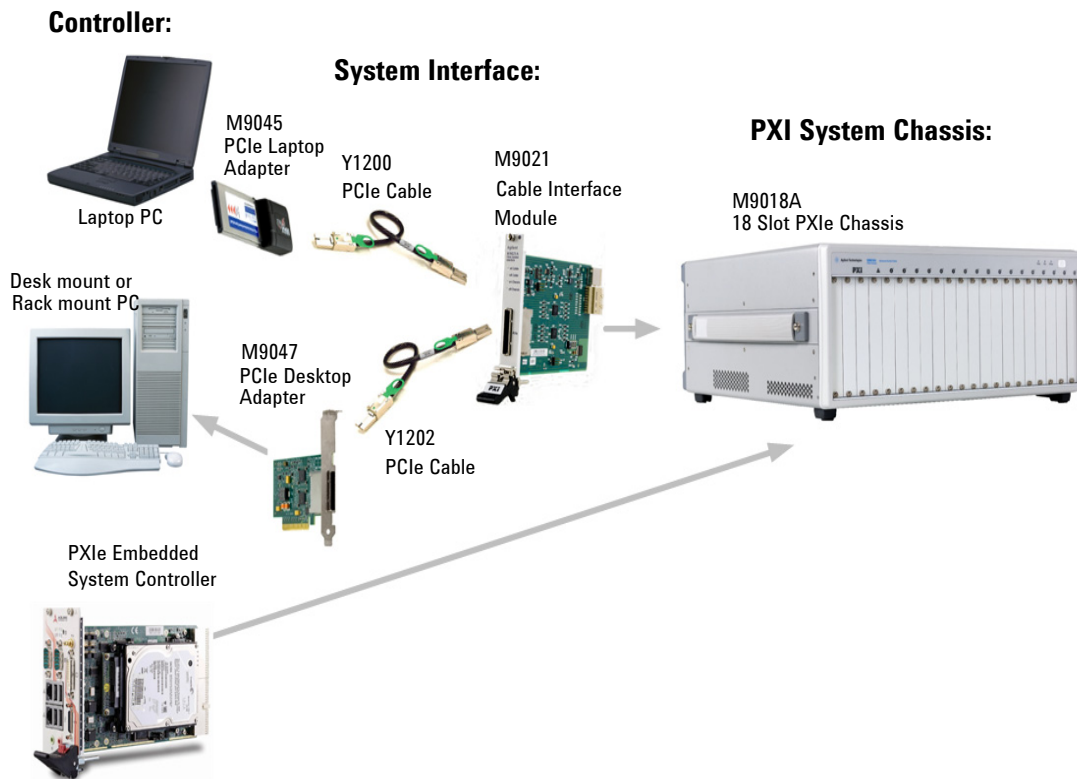 Controller:
System Interface:
PXI System Chassis:
M9045
PCIe Laptop
Adapter
Y1200
PCIe Cable
M9021
Cable Interface
Module
M9018A
18 Slot PXIe Chassis
Laptop PC
Desk mount or
Rack mount PC
M9047
PCIe Desktop
Adapter
Y1202
PCIe Cable
PXIe Embedded
System Controller
PXI
PXI